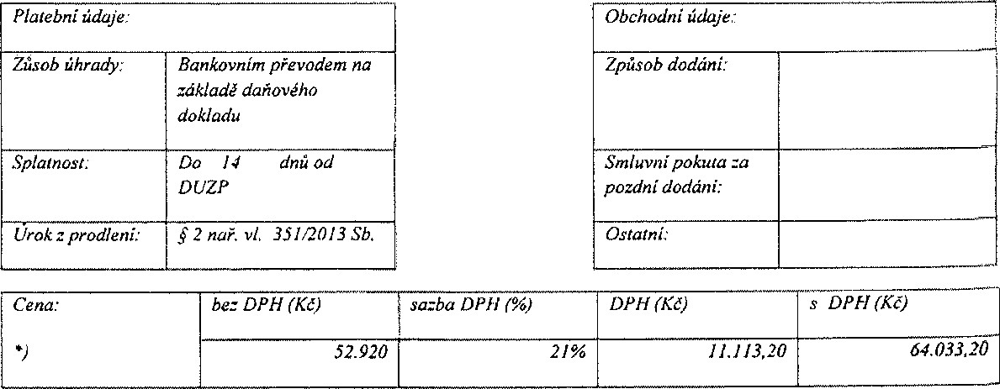 Platební údaje:
Zůsob úhrady: Bankovním převodem na
základě daňového
dokladu
Splatnost: Do 14 dnů od
DUZP
Úrok z prodlení: § 2 nař. vl. 351/2013 Sb.
Obchodní údaje:
Způsob dodání:
Smluvní pokuta za
pozdní dodání:
Ostatní:
Cena: bez DPH (Kč) sazba DPH (%) DPH (Kč) s DPH (Kč)
*) 52.920 21% 11.113,20 64.033,20